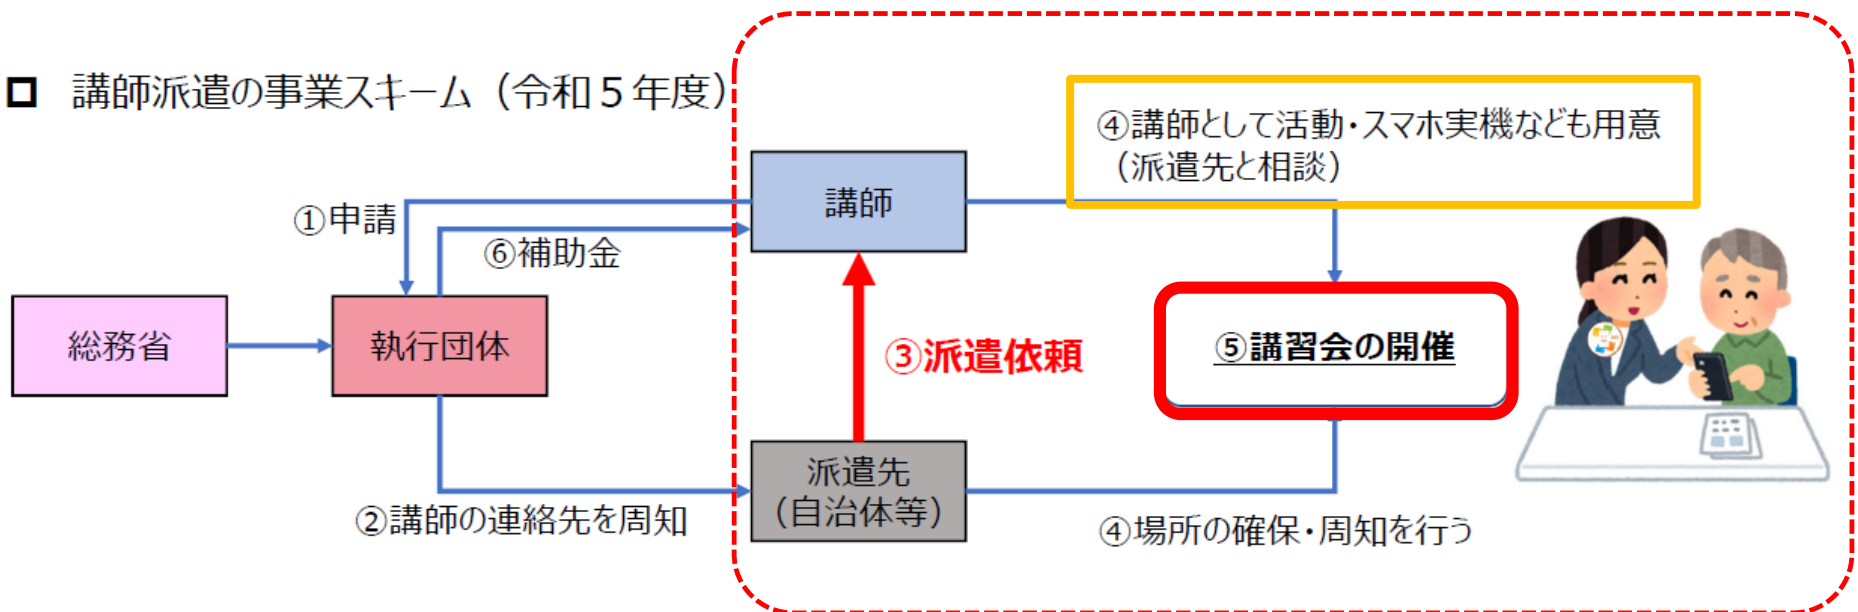 講師派遣の事業スキーム（令和５年度）
④講師として活動・スマホ実機なども用意
（派遣先と相談）
講師
①申請
⑥補助金
総務省
執行団体
③派遣依頼
⑤講習会の開催
派遣先
（自治体等）
②講師の連絡先を周知
④場所の確保・周知を行う